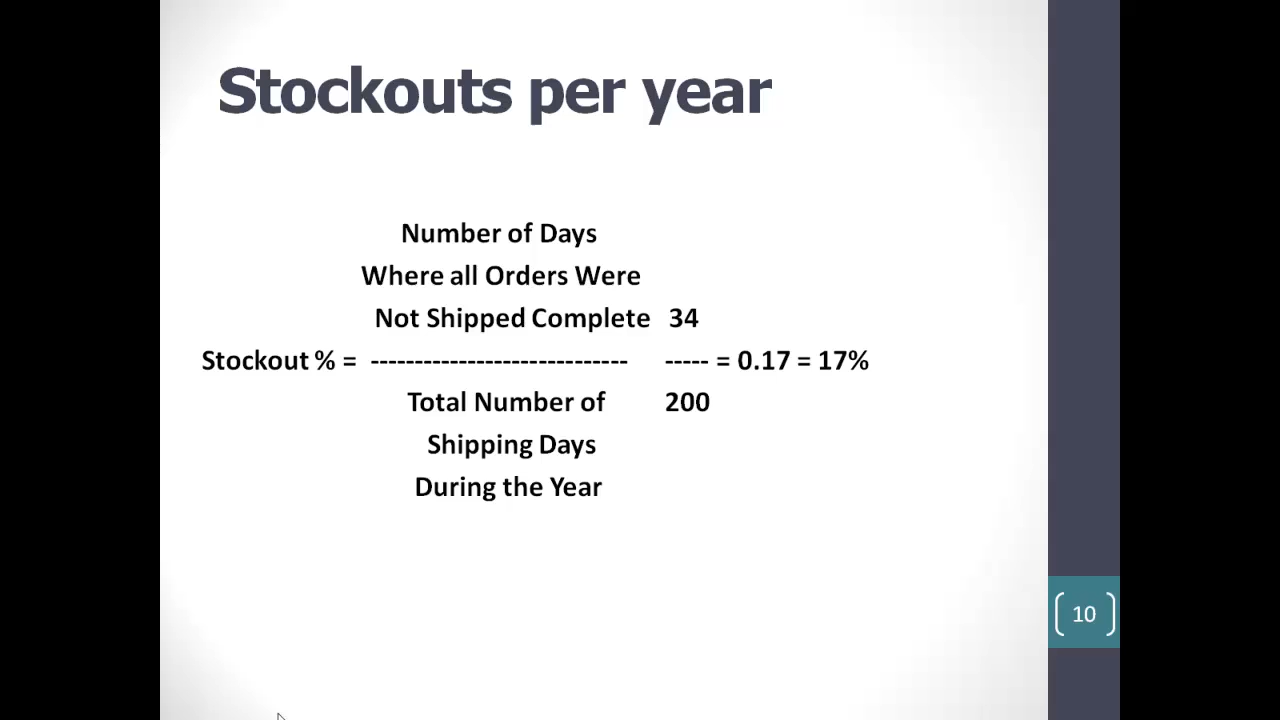 Stockouts per year
Number of Days
Where all Orders Were
Not Shipped Complete 34
Stockout % = ---------------------------- ----- = 0.17 = 17%
Total Number of 200
Shipping Days
During the Year
10